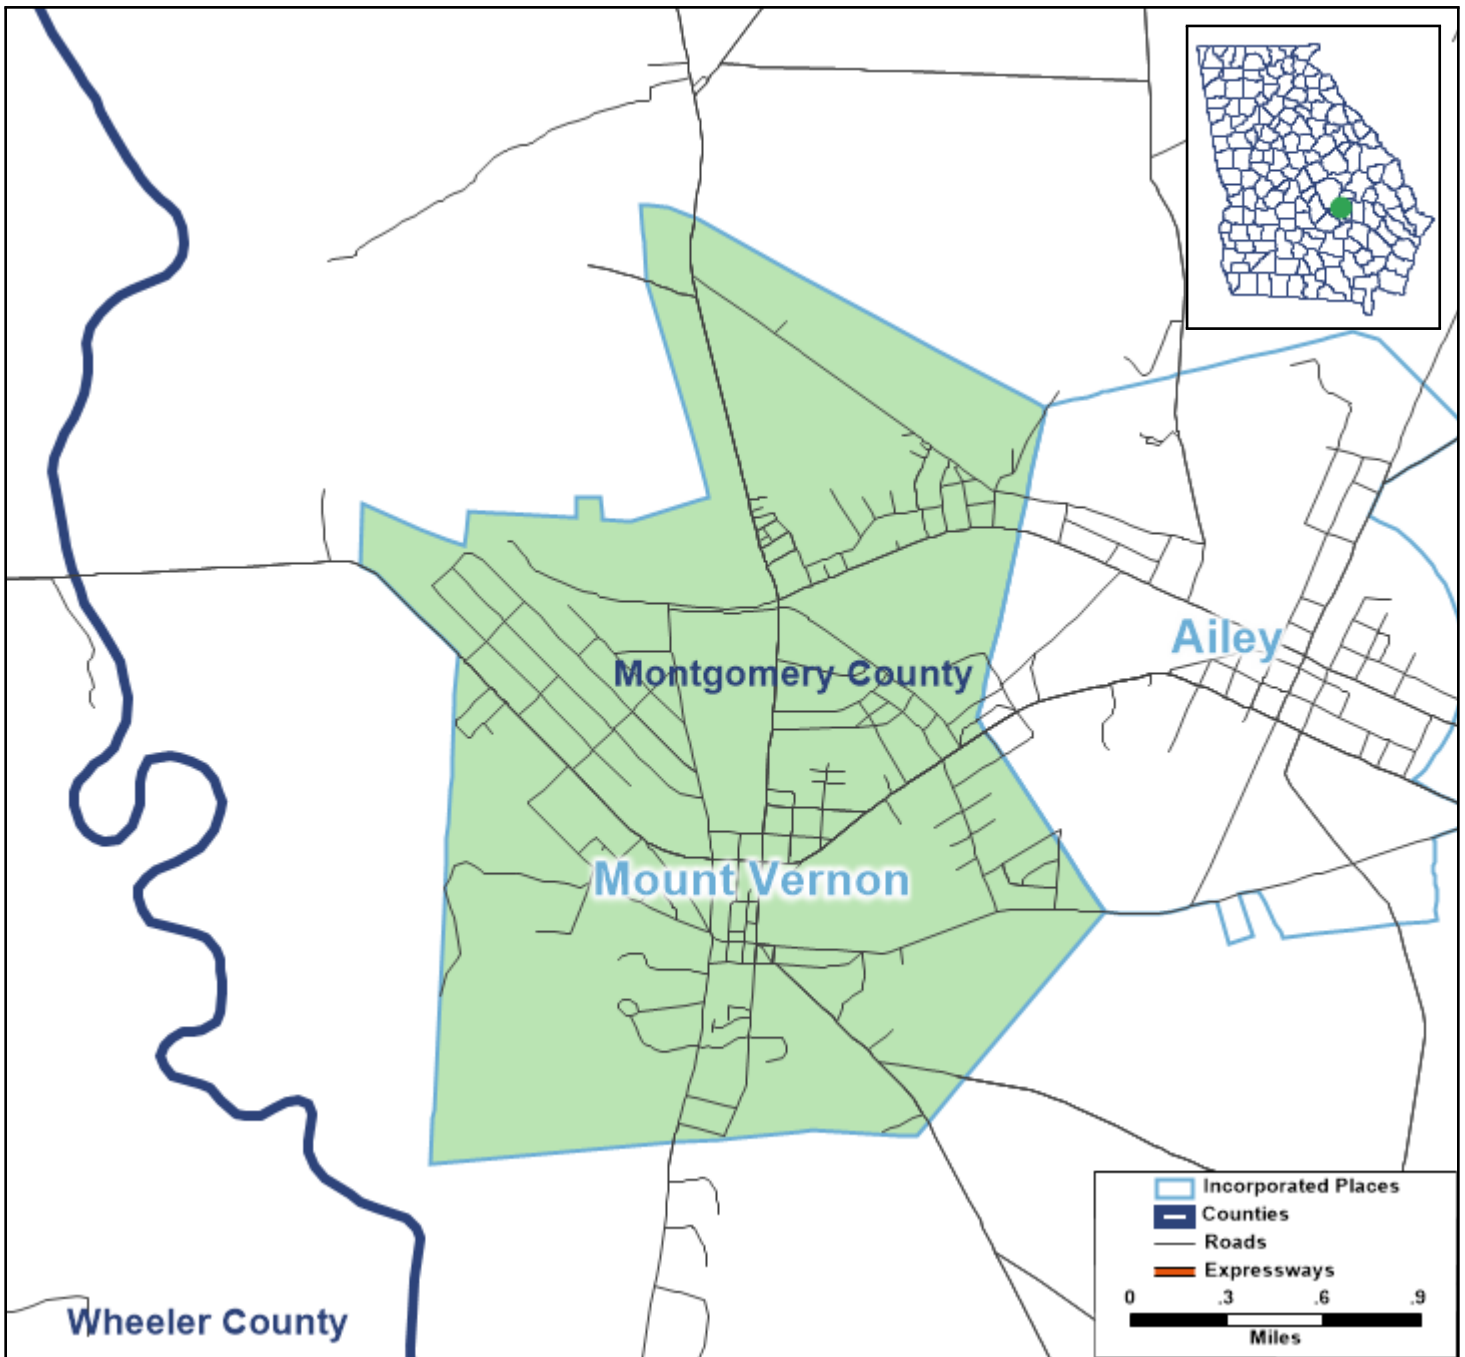 Ailey
Montgomery County
Mount Vernon
Incorporated Places
Counties
Roads
Expressways
0 .3 .6 .9
Miles
Wheeler County